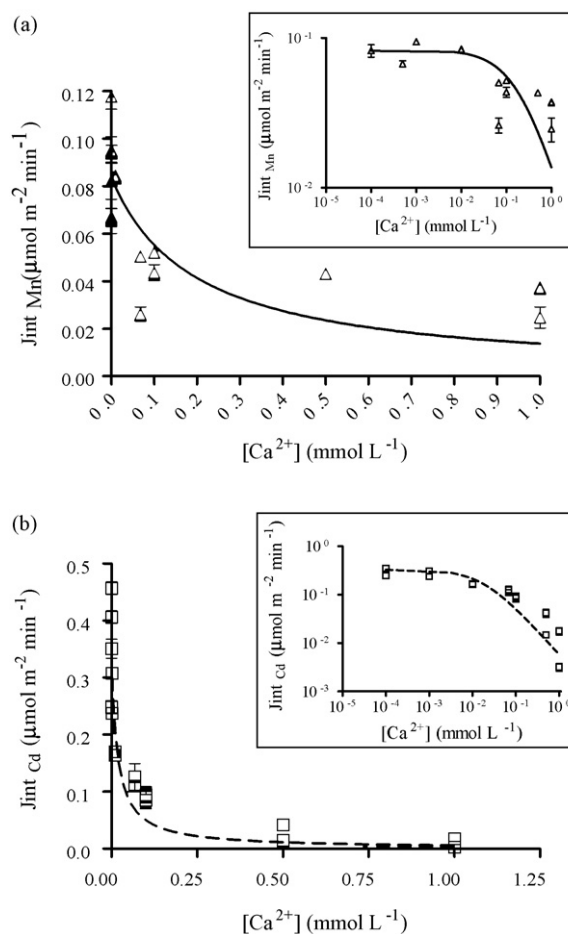 (a)
10⁻¹
10⁻²
Jint Mn (μmol m⁻² min⁻¹)
10⁻⁵ 10⁻⁴ 10⁻³ 10⁻² 10⁻¹ 10⁰
[Ca²⁺] (mmol L⁻¹)
0.12
0.10
0.08
0.06
0.04
0.02
0.00
Jint Mn(μmol m⁻² min⁻¹)
0.0 0.1 0.2 0.3 0.4 0.5 0.6 0.7 0.8 0.9 1.0
[Ca²⁺] (mmol L⁻¹)
(b)
10⁰
10⁻¹
10⁻²
10⁻³
Jint Cd (μmol m⁻² min⁻¹)
10⁻⁵ 10⁻⁴ 10⁻³ 10⁻² 10⁻¹ 10⁰
[Ca²⁺] (mmol L⁻¹)
0.5
0.4
0.3
0.2
0.1
0.0
Jint Cd (μmol m⁻² min⁻¹)
0.00 0.25 0.50 0.75 1.00 1.25
[Ca²⁺] (mmol L⁻¹)